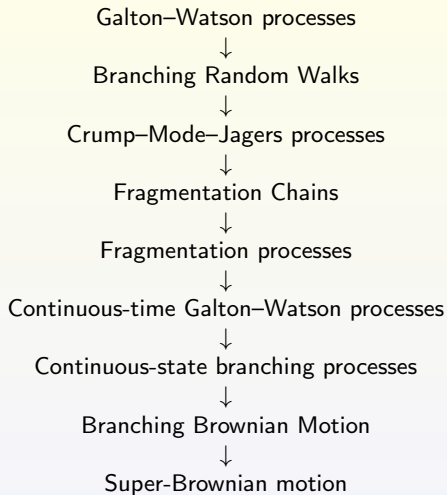 Galton–Watson processes
↓
Branching Random Walks
↓
Crump–Mode–Jagers processes
↓
Fragmentation Chains
↓
Fragmentation processes
↓
Continuous-time Galton–Watson processes
↓
Continuous-state branching processes
↓
Branching Brownian Motion
↓
Super-Brownian motion